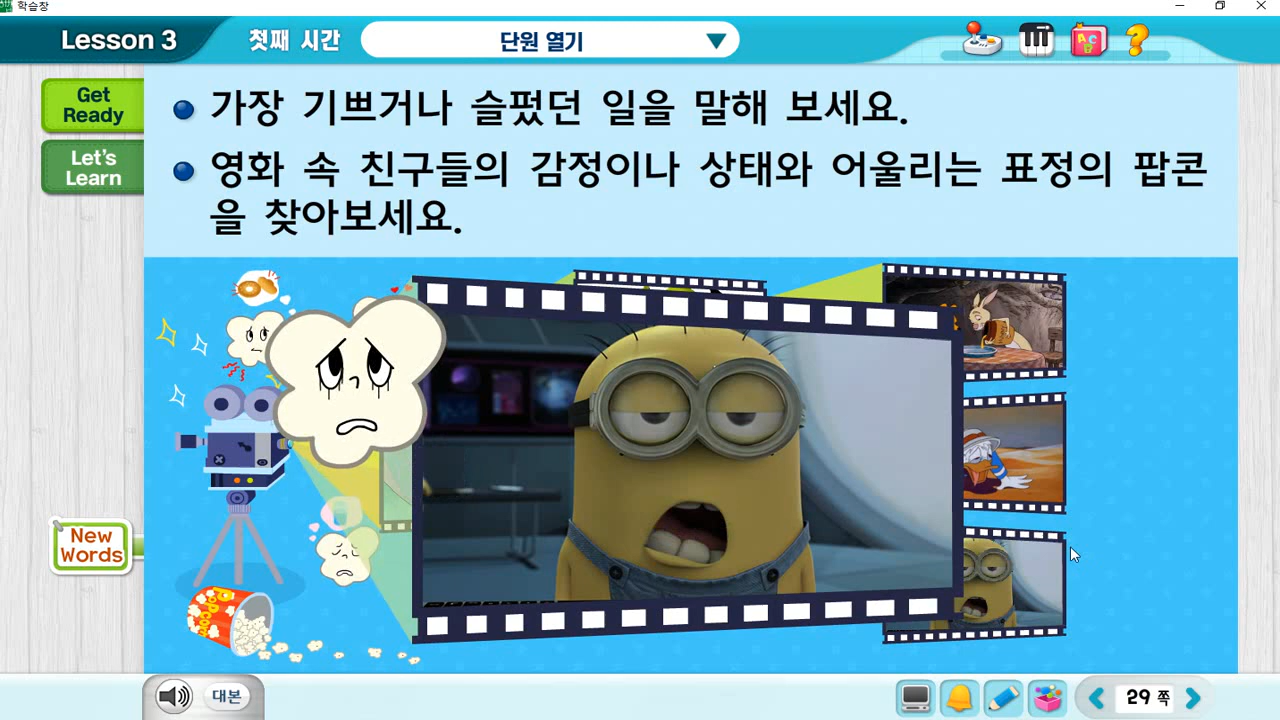 학습창
Lesson 3
첫째 시간
단원 열기
ABC
Get
Ready
Let's
Learn
• 가장 기쁘거나 슬펐던 일을 말해 보세요.
• 영화 속 친구들의 감정이나 상태와 어울리는 표정의 팝콘
을 찾아보세요.
New
Words
PoPcorn
대본
29 쪽